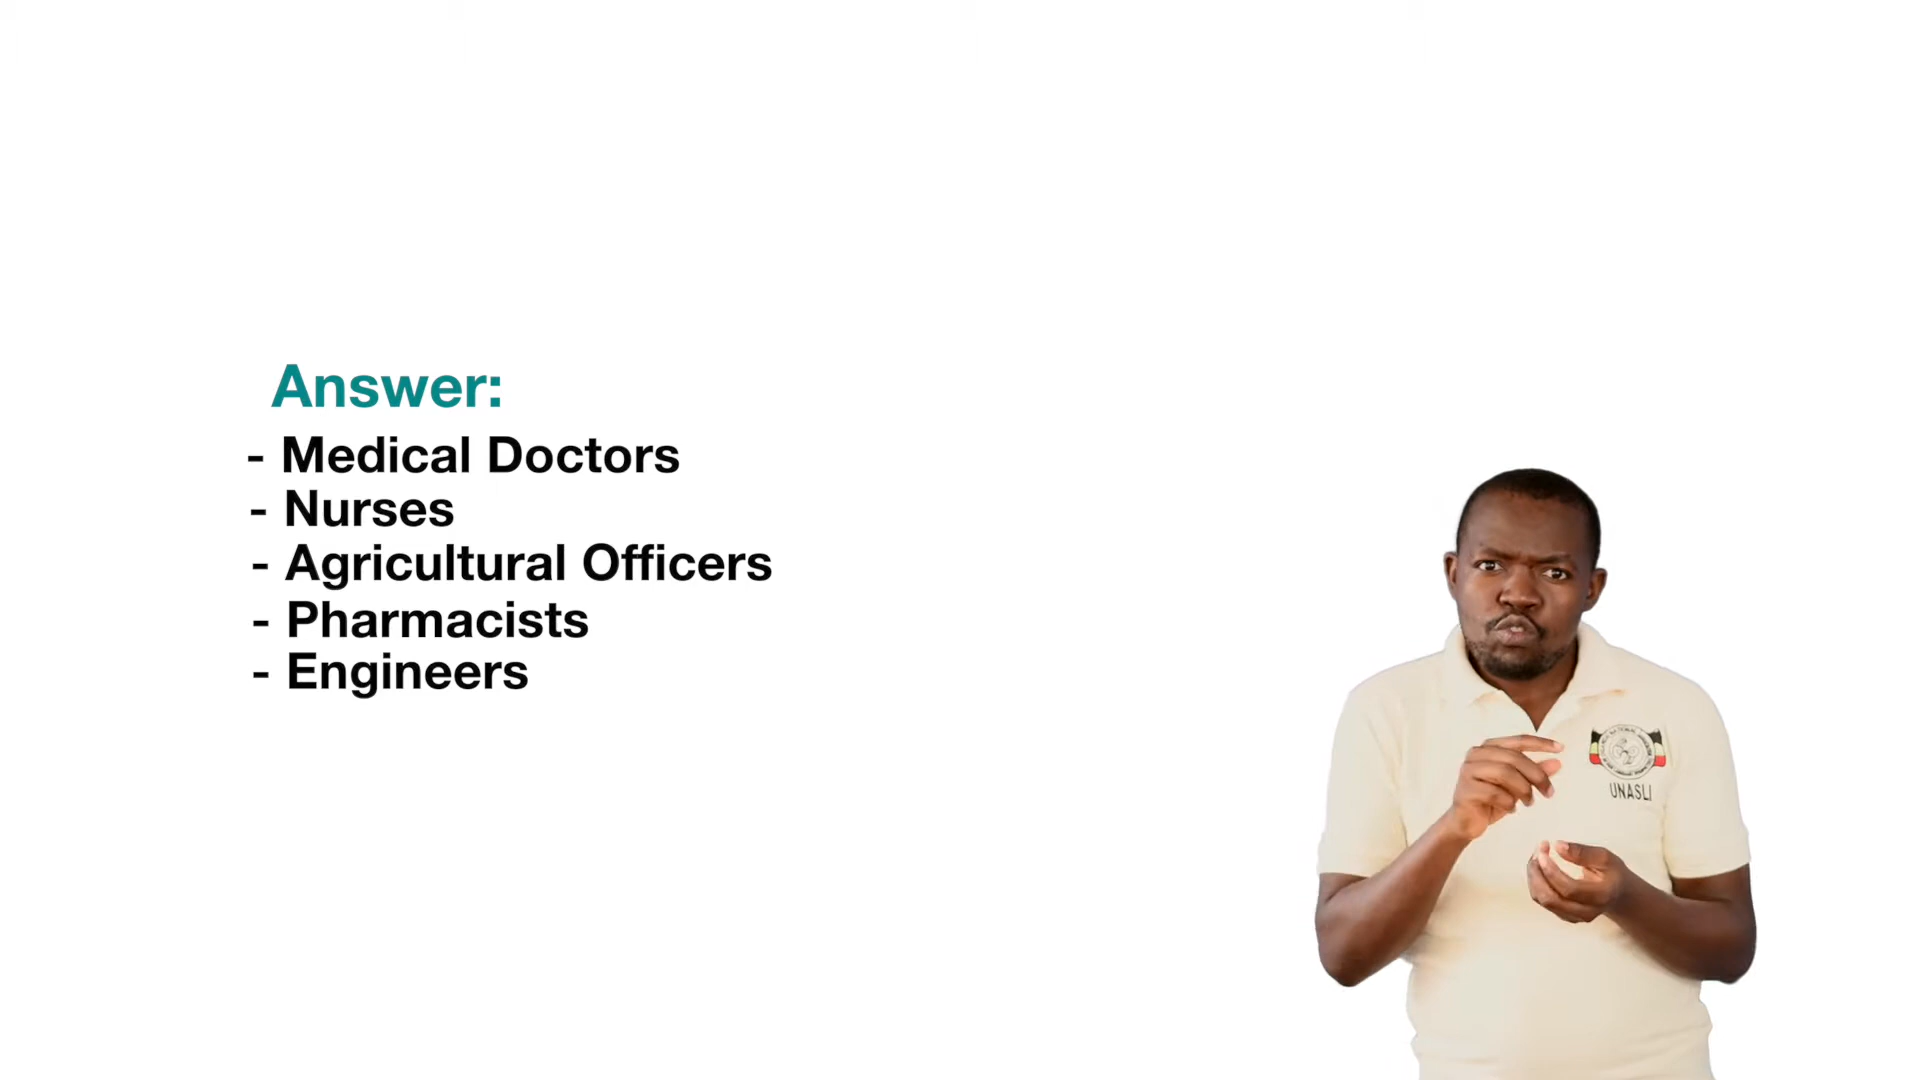 Answer:
- Medical Doctors
- Nurses
- Agricultural Officers
- Pharmacists
- Engineers
UNASLI